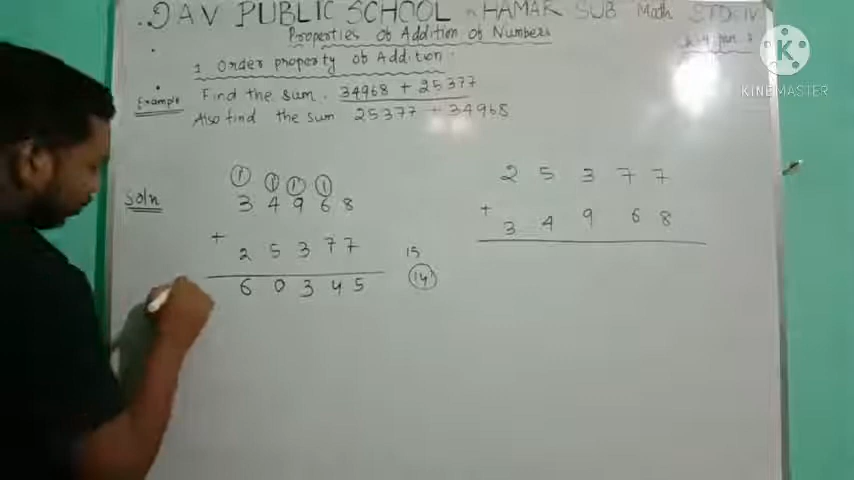 DAV PUBLIC SCHOOL HAMAR SUB Math STD IV
Properties of Addition of Numbers
1 Order property of Addition.
Example Find the sum. 34968 + 25377
Also find the sum 25377 + 34968
Soln
1 1 1 1
3 4 9 6 8
+ 2 5 3 7 7
6 0 3 4 5
15
14
2 5 3 7 7
+ 3 4 9 6 8
K
KINEMASTER